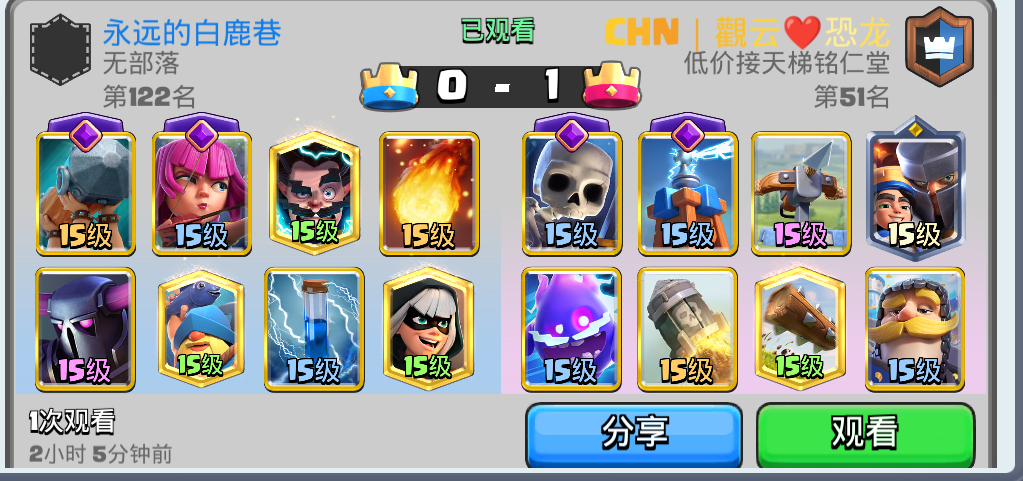 永远的白鹿巷
无部落
第122名
已观看
0 - 1
CHN | 觀云❤️恐龙
低价接天梯铭仁堂
第51名
15级 15级 15级 15级 15级 15级 15级 15级
15级 15级 15级 15级 15级 15级 15级 15级
1次观看
2小时 5分钟前
分享
观看